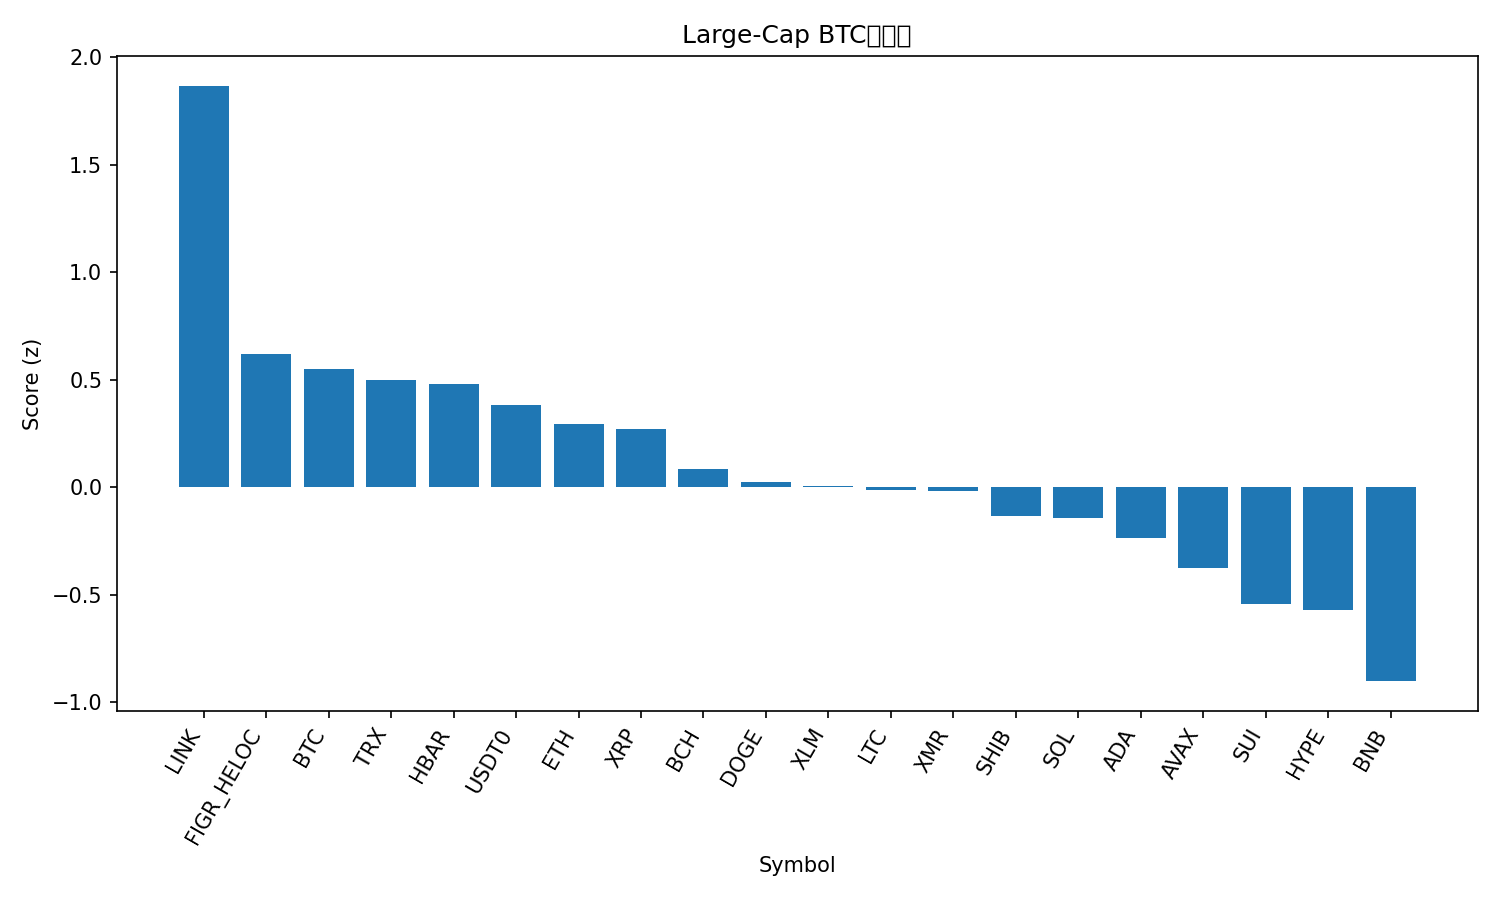 Large-Cap BTC
2.0
1.5
1.0
0.5
0.0
−0.5
−1.0
Score (z)
LINK
FIGR_HELOC
BTC
TRX
HBAR
USDT0
ETH
XRP
BCH
DOGE
XLM
LTC
XMR
SHIB
SOL
ADA
AVAX
SUI
HYPE
BNB
Symbol